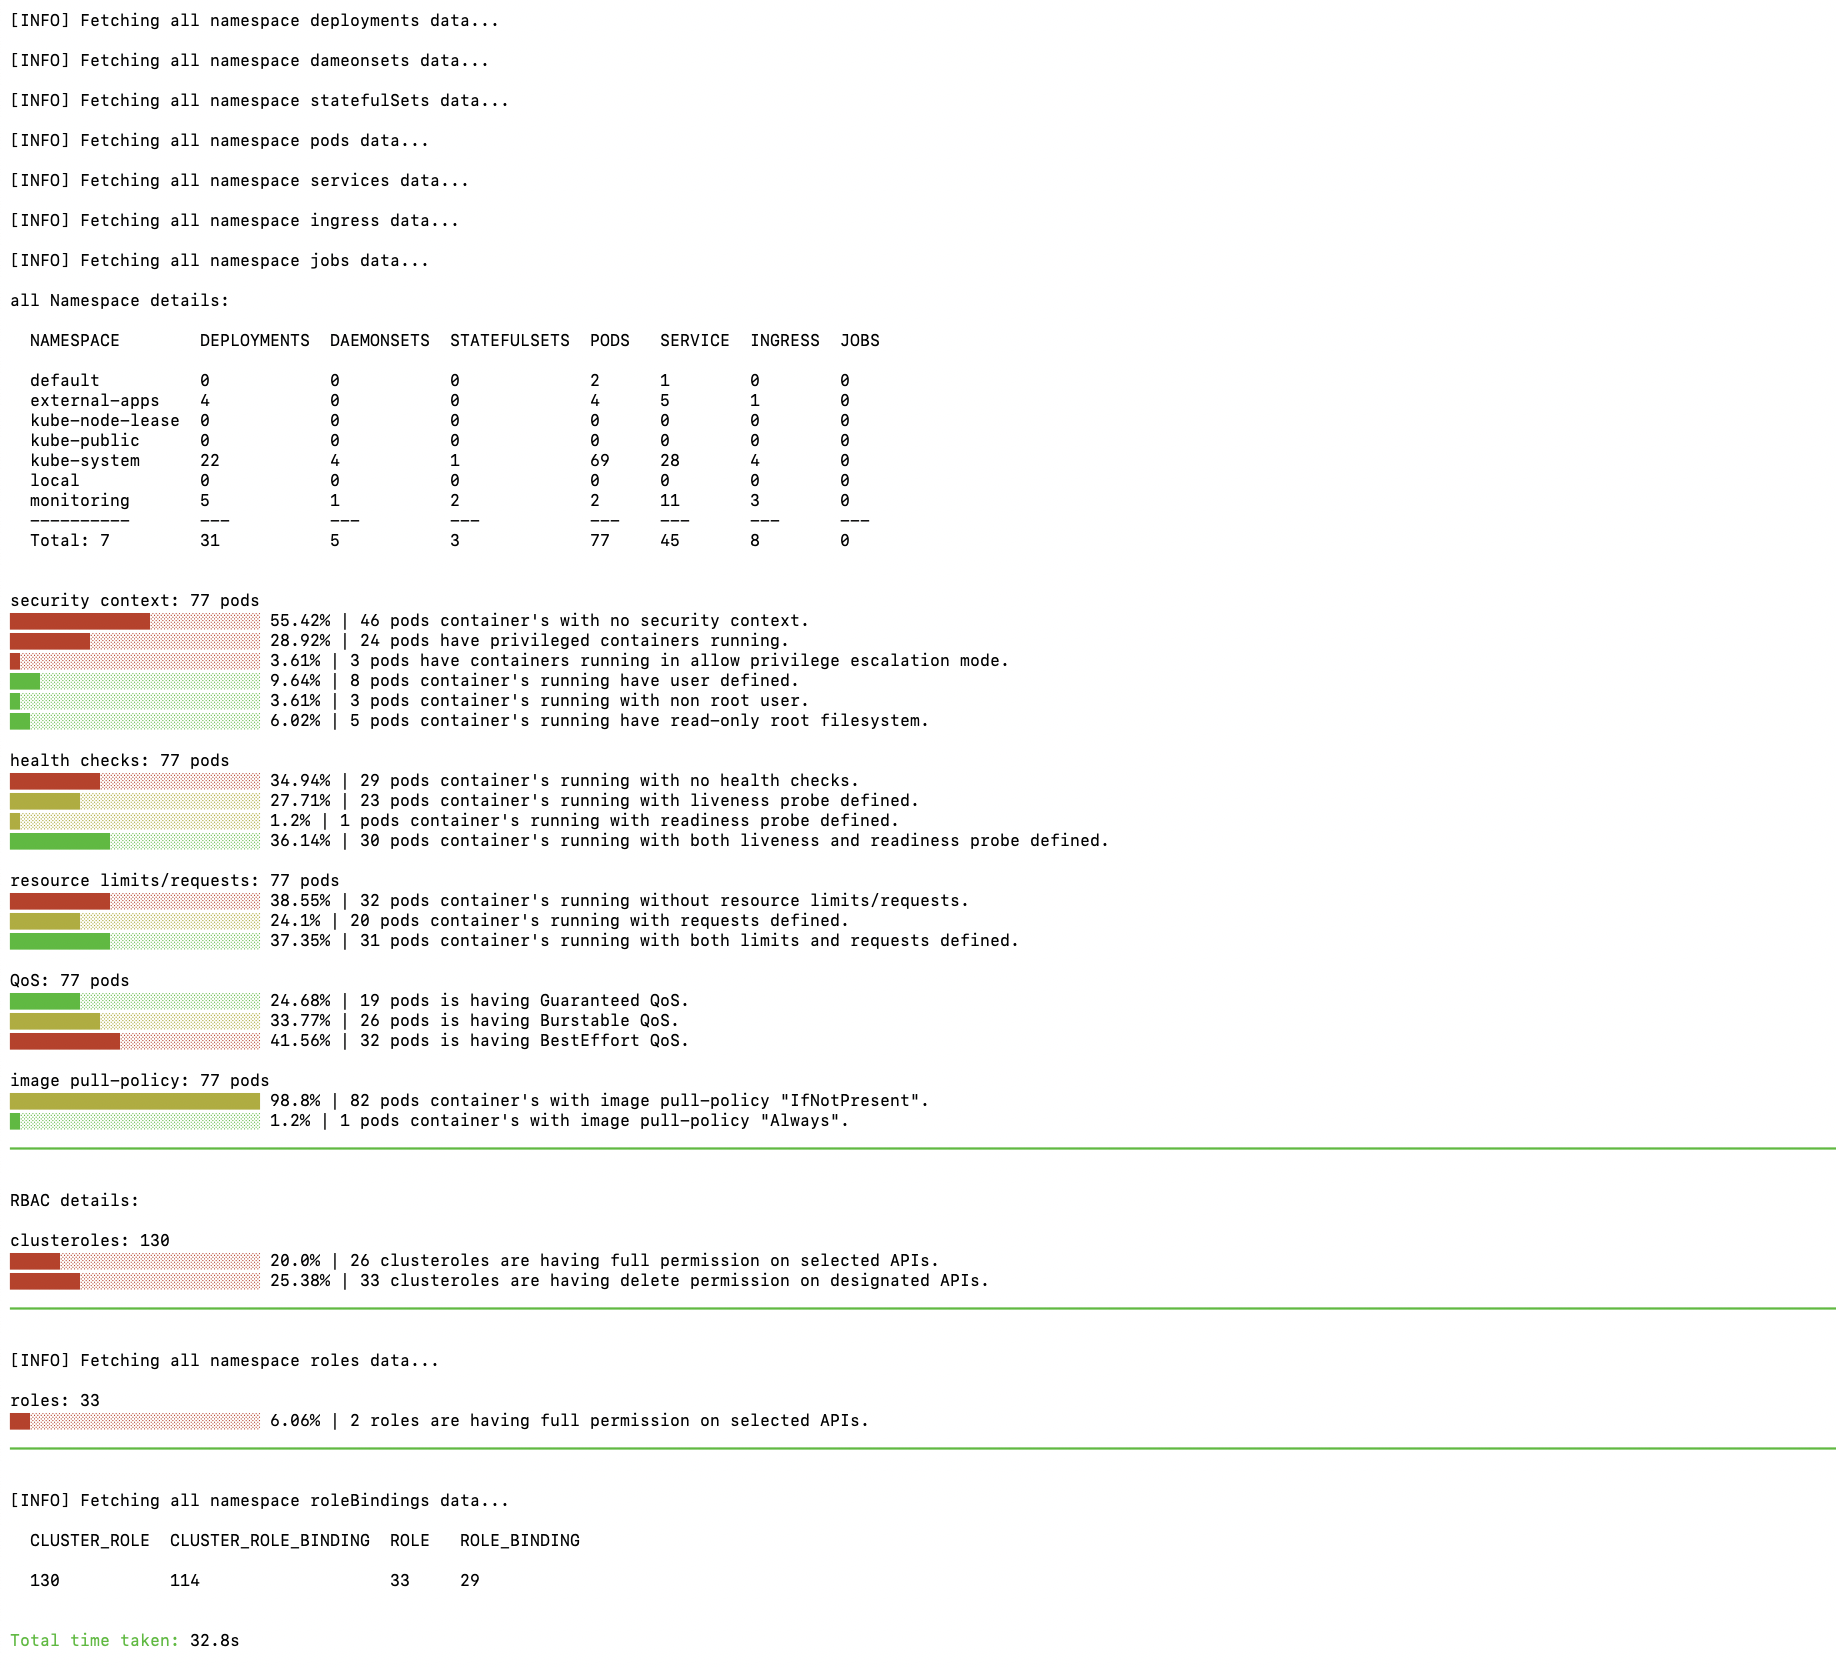 [INFO] Fetching all namespace deployments data...
[INFO] Fetching all namespace dameonsets data...
[INFO] Fetching all namespace statefulSets data...
[INFO] Fetching all namespace pods data...
[INFO] Fetching all namespace services data...
[INFO] Fetching all namespace ingress data...
[INFO] Fetching all namespace jobs data...
all Namespace details:
NAMESPACE DEPLOYMENTS DAEMONSETS STATEFULSETS PODS SERVICE INGRESS JOBS
default 0 0 0 2 1 0 0
external-apps 4 0 0 4 5 1 0
kube-node-lease 0 0 0 0 0 0 0
kube-public 0 0 0 0 0 0 0
kube-system 22 4 1 69 28 4 0
local 0 0 0 0 0 0 0
monitoring 5 1 2 2 11 3 0
---------- --- --- --- --- --- --- ---
Total: 7 31 5 3 77 45 8 0
security context: 77 pods
55.42% | 46 pods container's with no security context.
28.92% | 24 pods have privileged containers running.
3.61% | 3 pods have containers running in allow privilege escalation mode.
9.64% | 8 pods container's running have user defined.
3.61% | 3 pods container's running with non root user.
6.02% | 5 pods container's running have read-only root filesystem.
health checks: 77 pods
34.94% | 29 pods container's running with no health checks.
27.71% | 23 pods container's running with liveness probe defined.
1.2% | 1 pods container's running with readiness probe defined.
36.14% | 30 pods container's running with both liveness and readiness probe defined.
resource limits/requests: 77 pods
38.55% | 32 pods container's running without resource limits/requests.
24.1% | 20 pods container's running with requests defined.
37.35% | 31 pods container's running with both limits and requests defined.
QoS: 77 pods
24.68% | 19 pods is having Guaranteed QoS.
33.77% | 26 pods is having Burstable QoS.
41.56% | 32 pods is having BestEffort QoS.
image pull-policy: 77 pods
98.8% | 82 pods container's with image pull-policy "IfNotPresent".
1.2% | 1 pods container's with image pull-policy "Always".
RBAC details:
clusteroles: 130
20.0% | 26 clusteroles are having full permission on selected APIs.
25.38% | 33 clusteroles are having delete permission on designated APIs.
[INFO] Fetching all namespace roles data...
roles: 33
6.06% | 2 roles are having full permission on selected APIs.
[INFO] Fetching all namespace roleBindings data...
CLUSTER_ROLE CLUSTER_ROLE_BINDING ROLE ROLE_BINDING
130 114 33 29
Total time taken: 32.8s